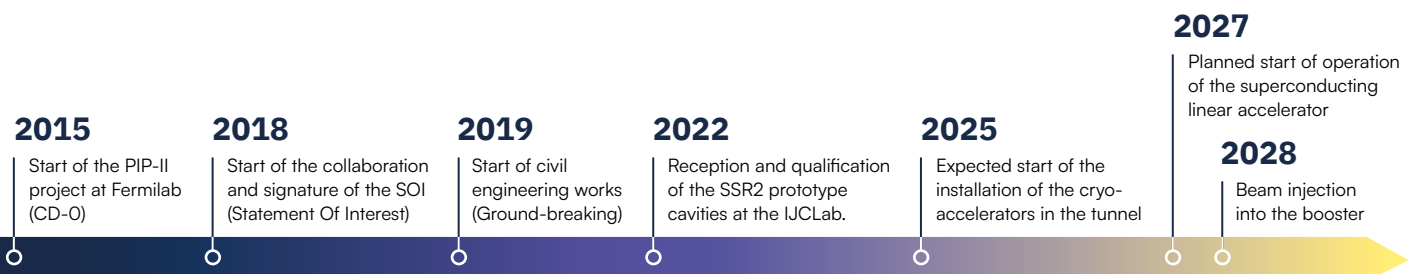 2015
Start of the PIP-II
project at Fermilab
(CD-0)
2018
Start of the collaboration
and signature of the SOI
(Statement Of Interest)
2019
Start of civil
engineering works
(Ground-breaking)
2022
Reception and qualification
of the SSR2 prototype
cavities at the IJCLab.
2025
Expected start of the
installation of the cryo-
accelerators in the tunnel
2027
Planned start of operation
of the superconducting
linear accelerator
2028
Beam injection
into the booster